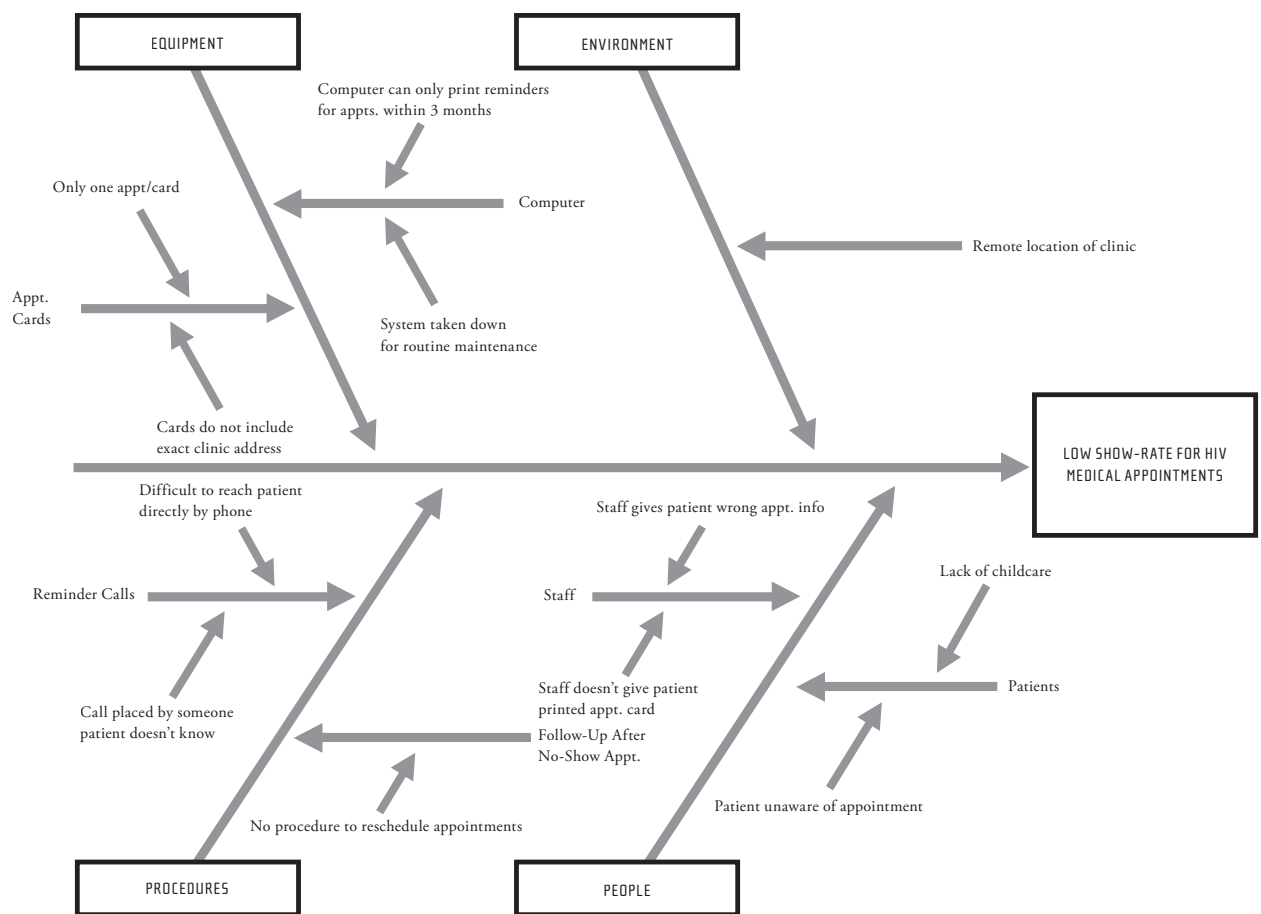 EQUIPMENT
ENVIRONMENT
Computer can only print reminders
for appts. within 3 months
Only one appt/card
Computer
Remote location of clinic
Appt.
Cards
System taken down
for routine maintenance
Cards do not include
exact clinic address
LOW SHOW-RATE FOR HIV
MEDICAL APPOINTMENTS
Difficult to reach patient
directly by phone
Staff gives patient wrong appt. info
Lack of childcare
Reminder Calls
Staff
Patients
Staff doesn't give patient
printed appt. card
Call placed by someone
patient doesn't know
Follow-Up After
No-Show Appt.
Patient unaware of appointment
No procedure to reschedule appointments
PROCEDURES
PEOPLE